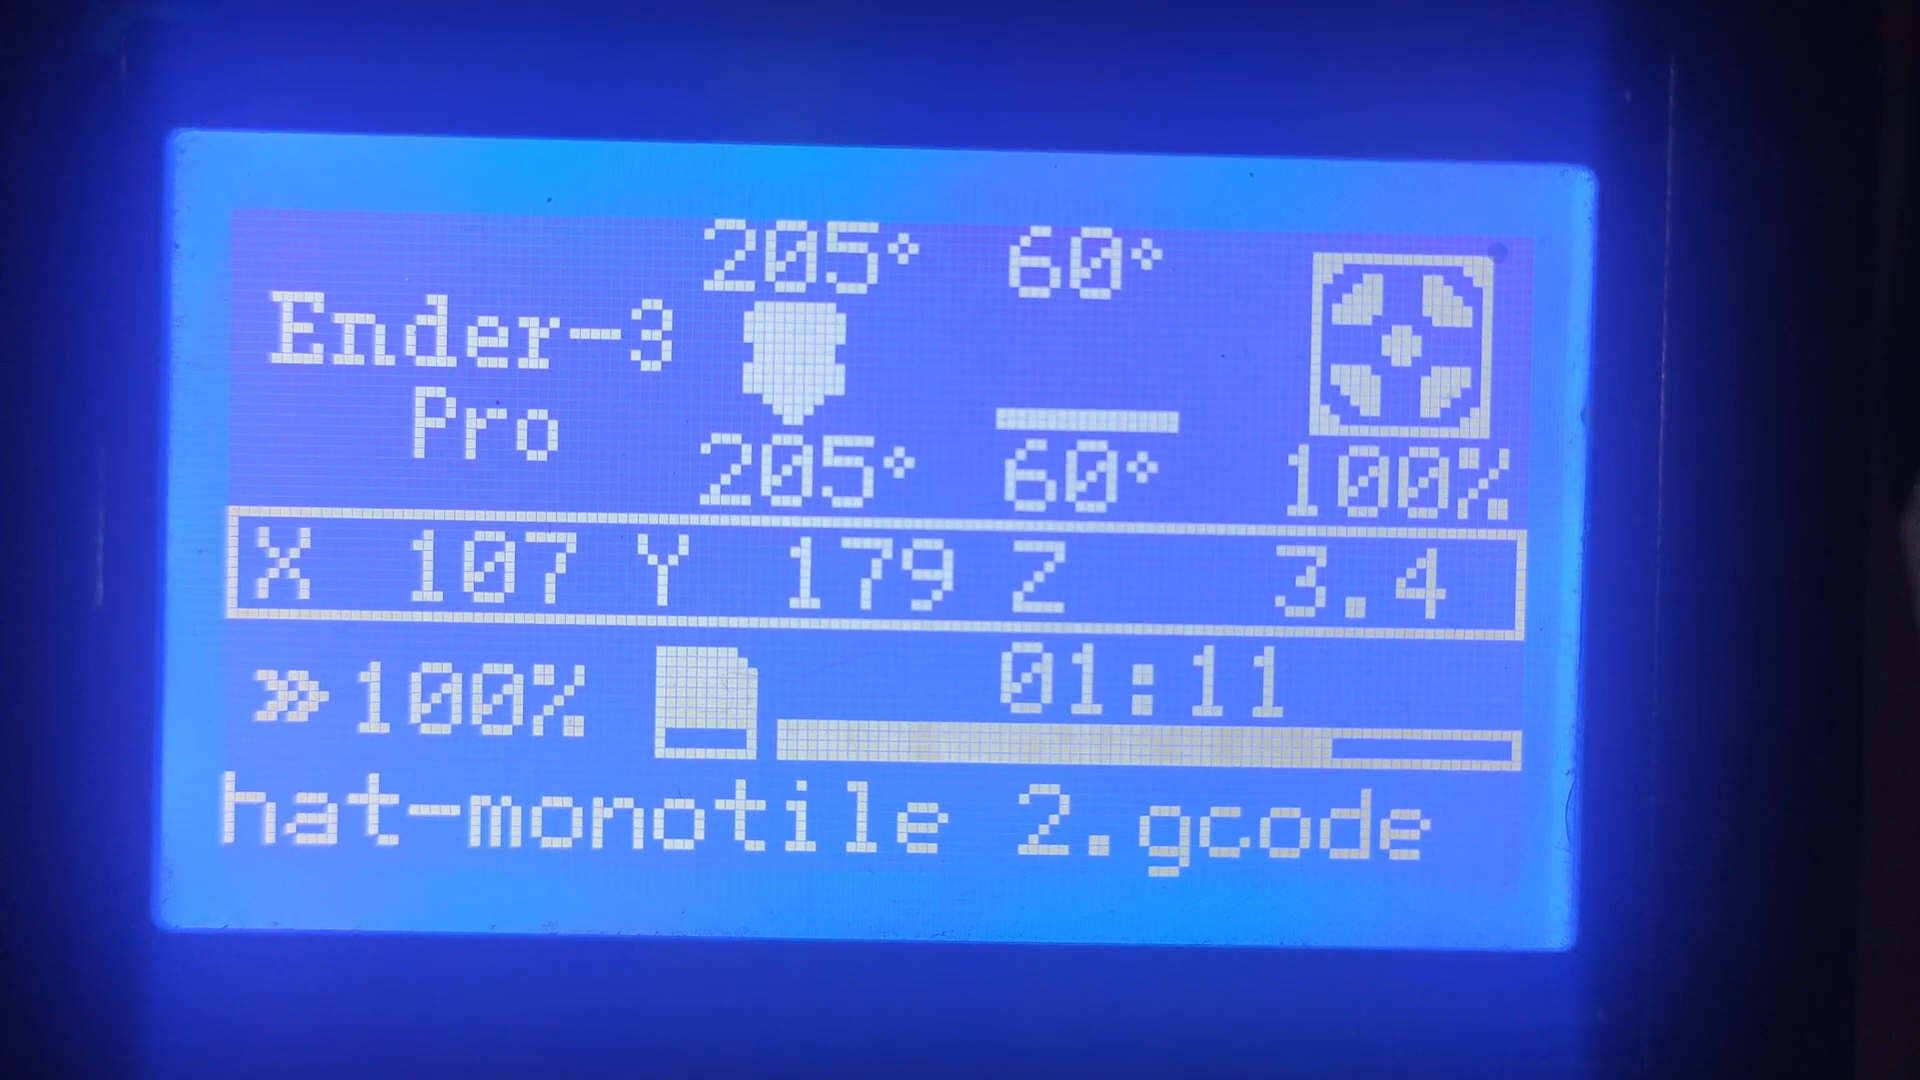 205° 60°
Ender-3
Pro
205° 60° 100%
X 107 Y 179 Z 3.4
»100% 01:11
hat-monotile 2.gcode